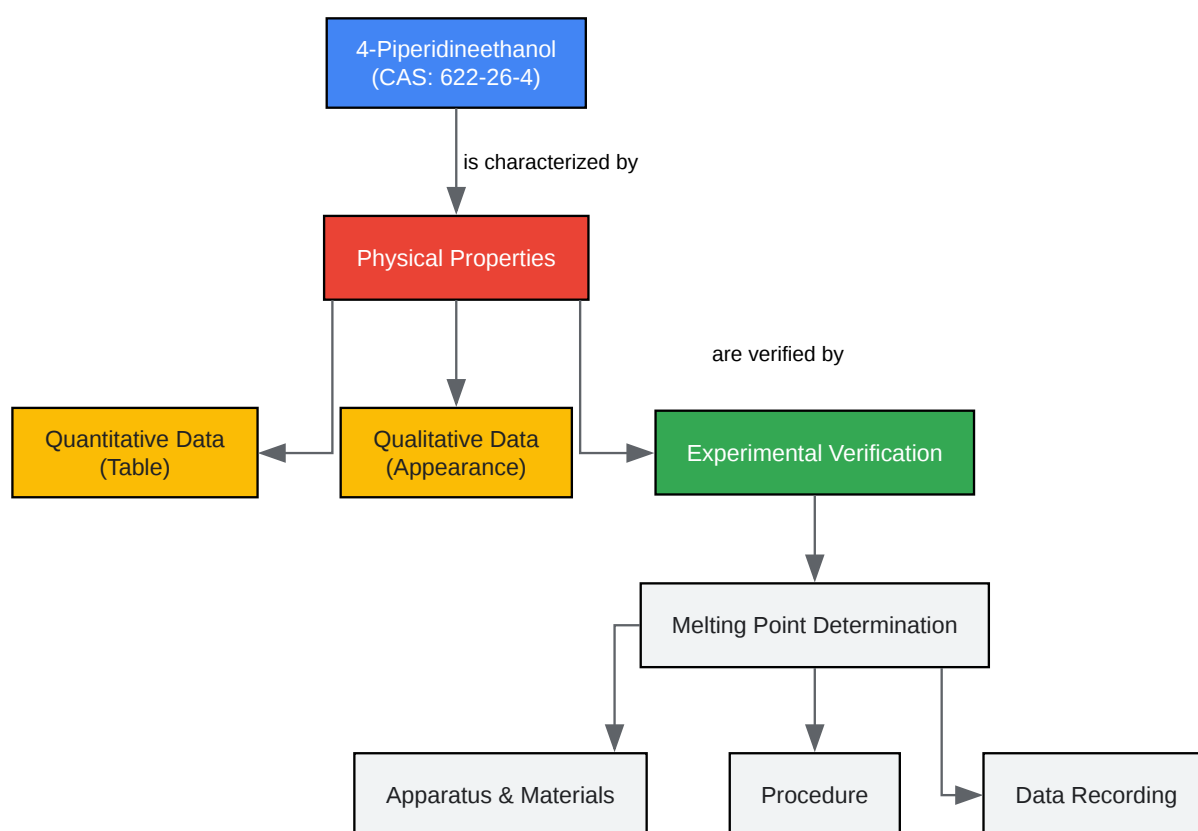 4-Piperidineethanol
(CAS: 622-26-4)
is characterized by
Physical Properties
are verified by
Quantitative Data
(Table)
Qualitative Data
(Appearance)
Experimental Verification
Melting Point Determination
Apparatus & Materials
Procedure
Data Recording